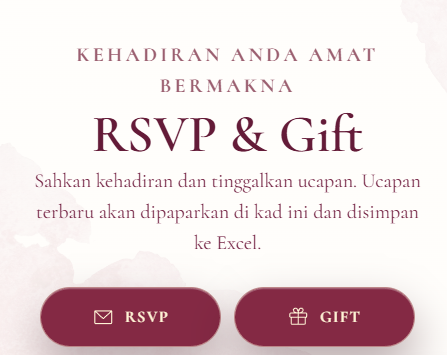 KEHADIRAN ANDA AMAT
BERMAKNA
RSVP & Gift
Sahkan kehadiran dan tinggalkan ucapan. Ucapan
terbaru akan dipaparkan di kad ini dan disimpan
ke Excel.
RSVP
GIFT